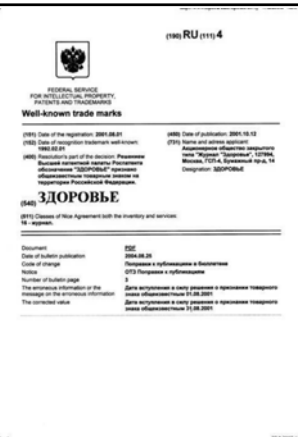 (190) RU (111) 4
FEDERAL SERVICE
FOR INTELLECTUAL PROPERTY,
PATENTS AND TRADEMARKS
Well-known trade marks
(151) Date of the registration: 2001.08.01
(152) Date of recognition trademark well-known:
1992.02.01
(450) Date of publication: 2001.10.12
(731) Name and adress applicant:
Акционерное общество закрытого
типа "Журнал "Здоровье", 127994,
Москва, ГСП-4, Бумажный пр-д, 14
Designation: ЗДОРОВЬЕ
(400) Resolution's part of the decision: Решением
Высшей патентной палаты Роспатента
обозначение "ЗДОРОВЬЕ" признано
общеизвестным товарным знаком на
территории Российской Федерации.
(540) ЗДОРОВЬЕ
(511) Classes of Nice Agreement both the inventory and services:
16 - журнал.
Document PDF
Date of bulletin publication 2004.08.25
Code of change Поправки к публикациям в бюллетене
Notice ОТЗ Поправки к публикациям
Number of bulletin page 3
The erroneous information or the Дата вступления в силу решения о признании товарного
message on the erroneous information знака общеизвестным 01.08.2001
The corrected value Дата вступления в силу решения о признании товарного
знака общеизвестным 31.08.2001